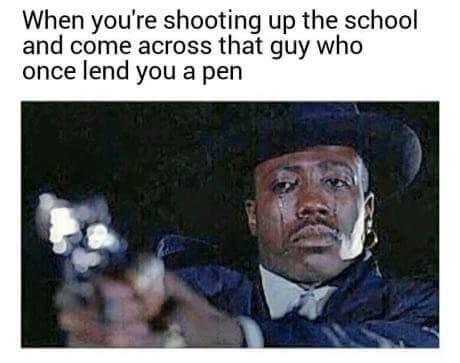 When you're shooting up the school
and come across that guy who
once lend you a pen